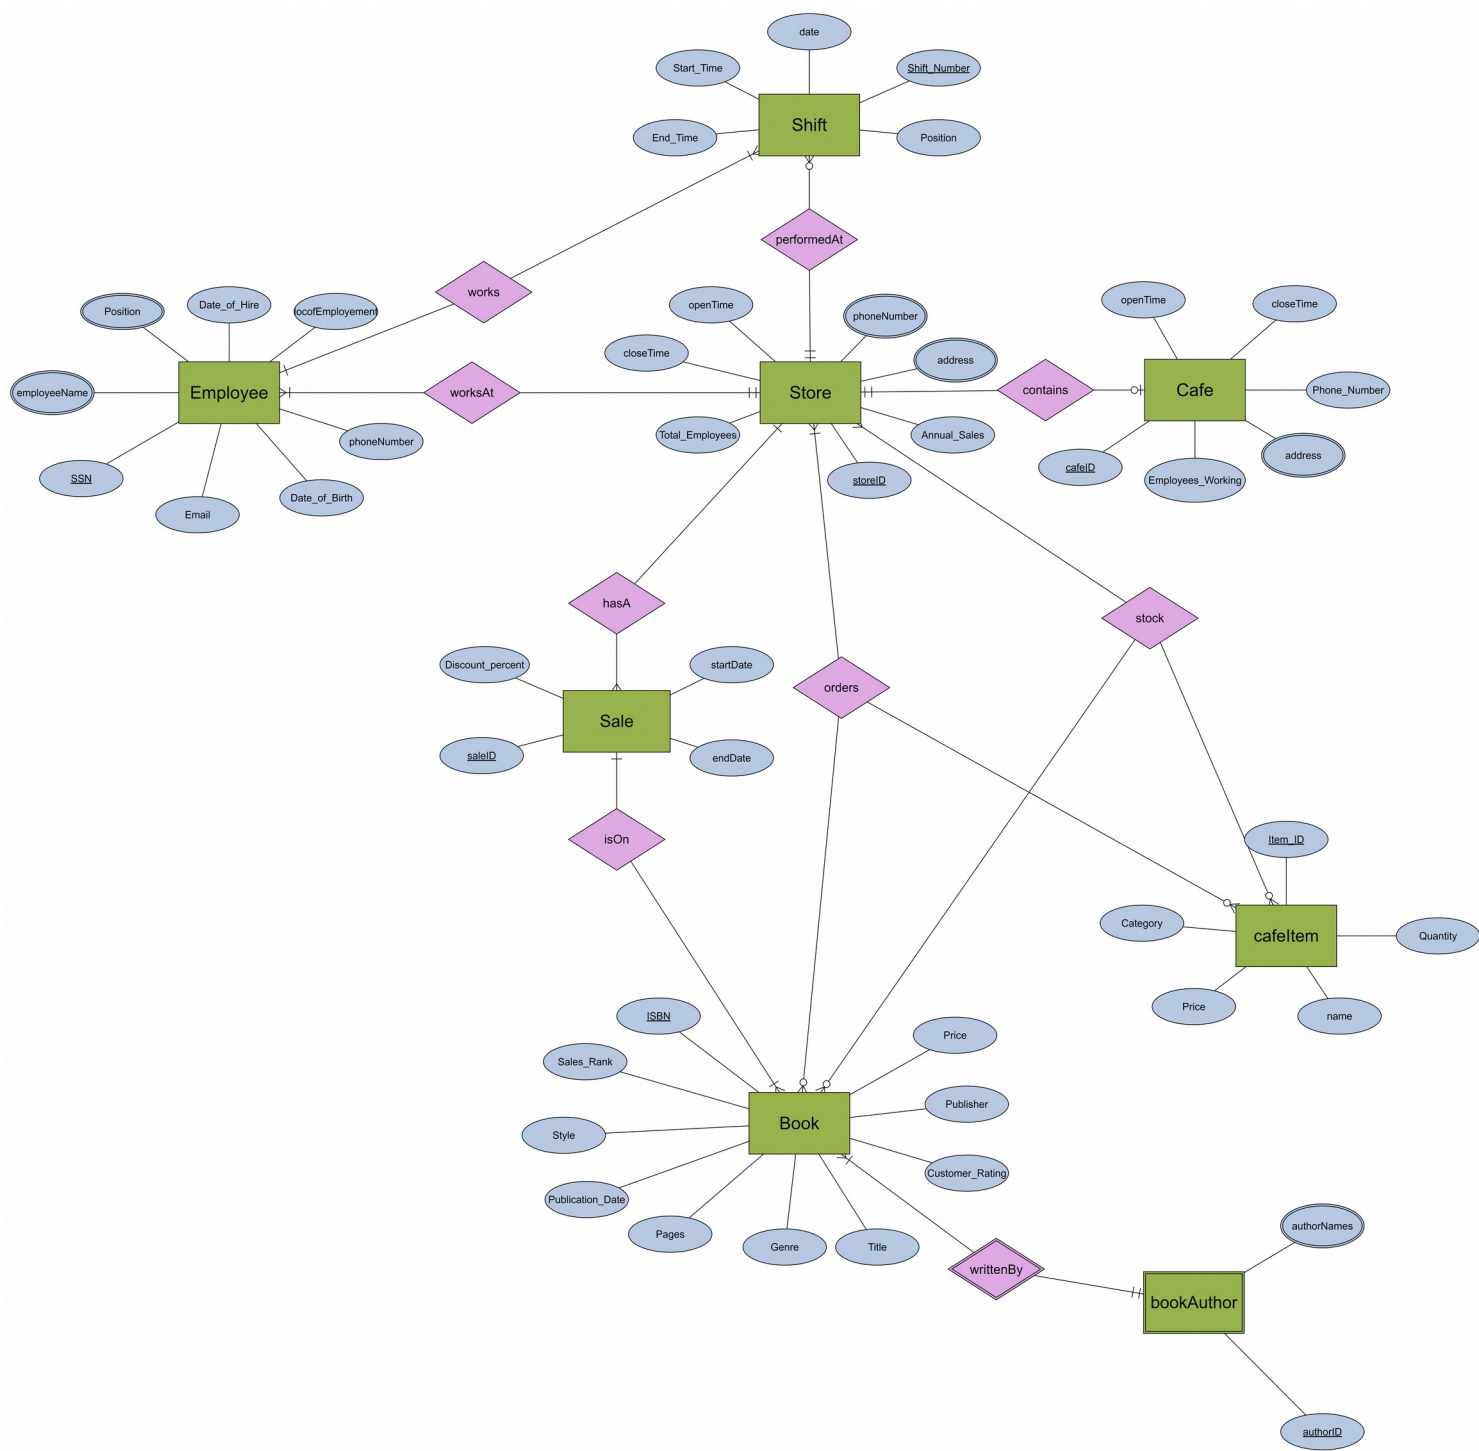 date
Start_Time
Shift_Number
Shift
End_Time
Position
performedAt
works
Position
Date_of_Hire
locofEmployement
openTime
phoneNumber
openTime
closeTime
closeTime
address
employeeName
Employee
worksAt
Store
contains
Cafe
Phone_Number
phoneNumber
Total_Employees
Annual_Sales
address
SSN
storeID
cafeID
Employees_Working
Date_of_Birth
Email
hasA
stock
Discount_percent
startDate
orders
Sale
saleID
endDate
isOn
Item_ID
Category
cafeItem
Quantity
Price
name
ISBN
Price
Sales_Rank
Publisher
Book
Style
Customer_Rating
Publication_Date
Pages
Genre
Title
authorNames
writtenBy
bookAuthor
authorID